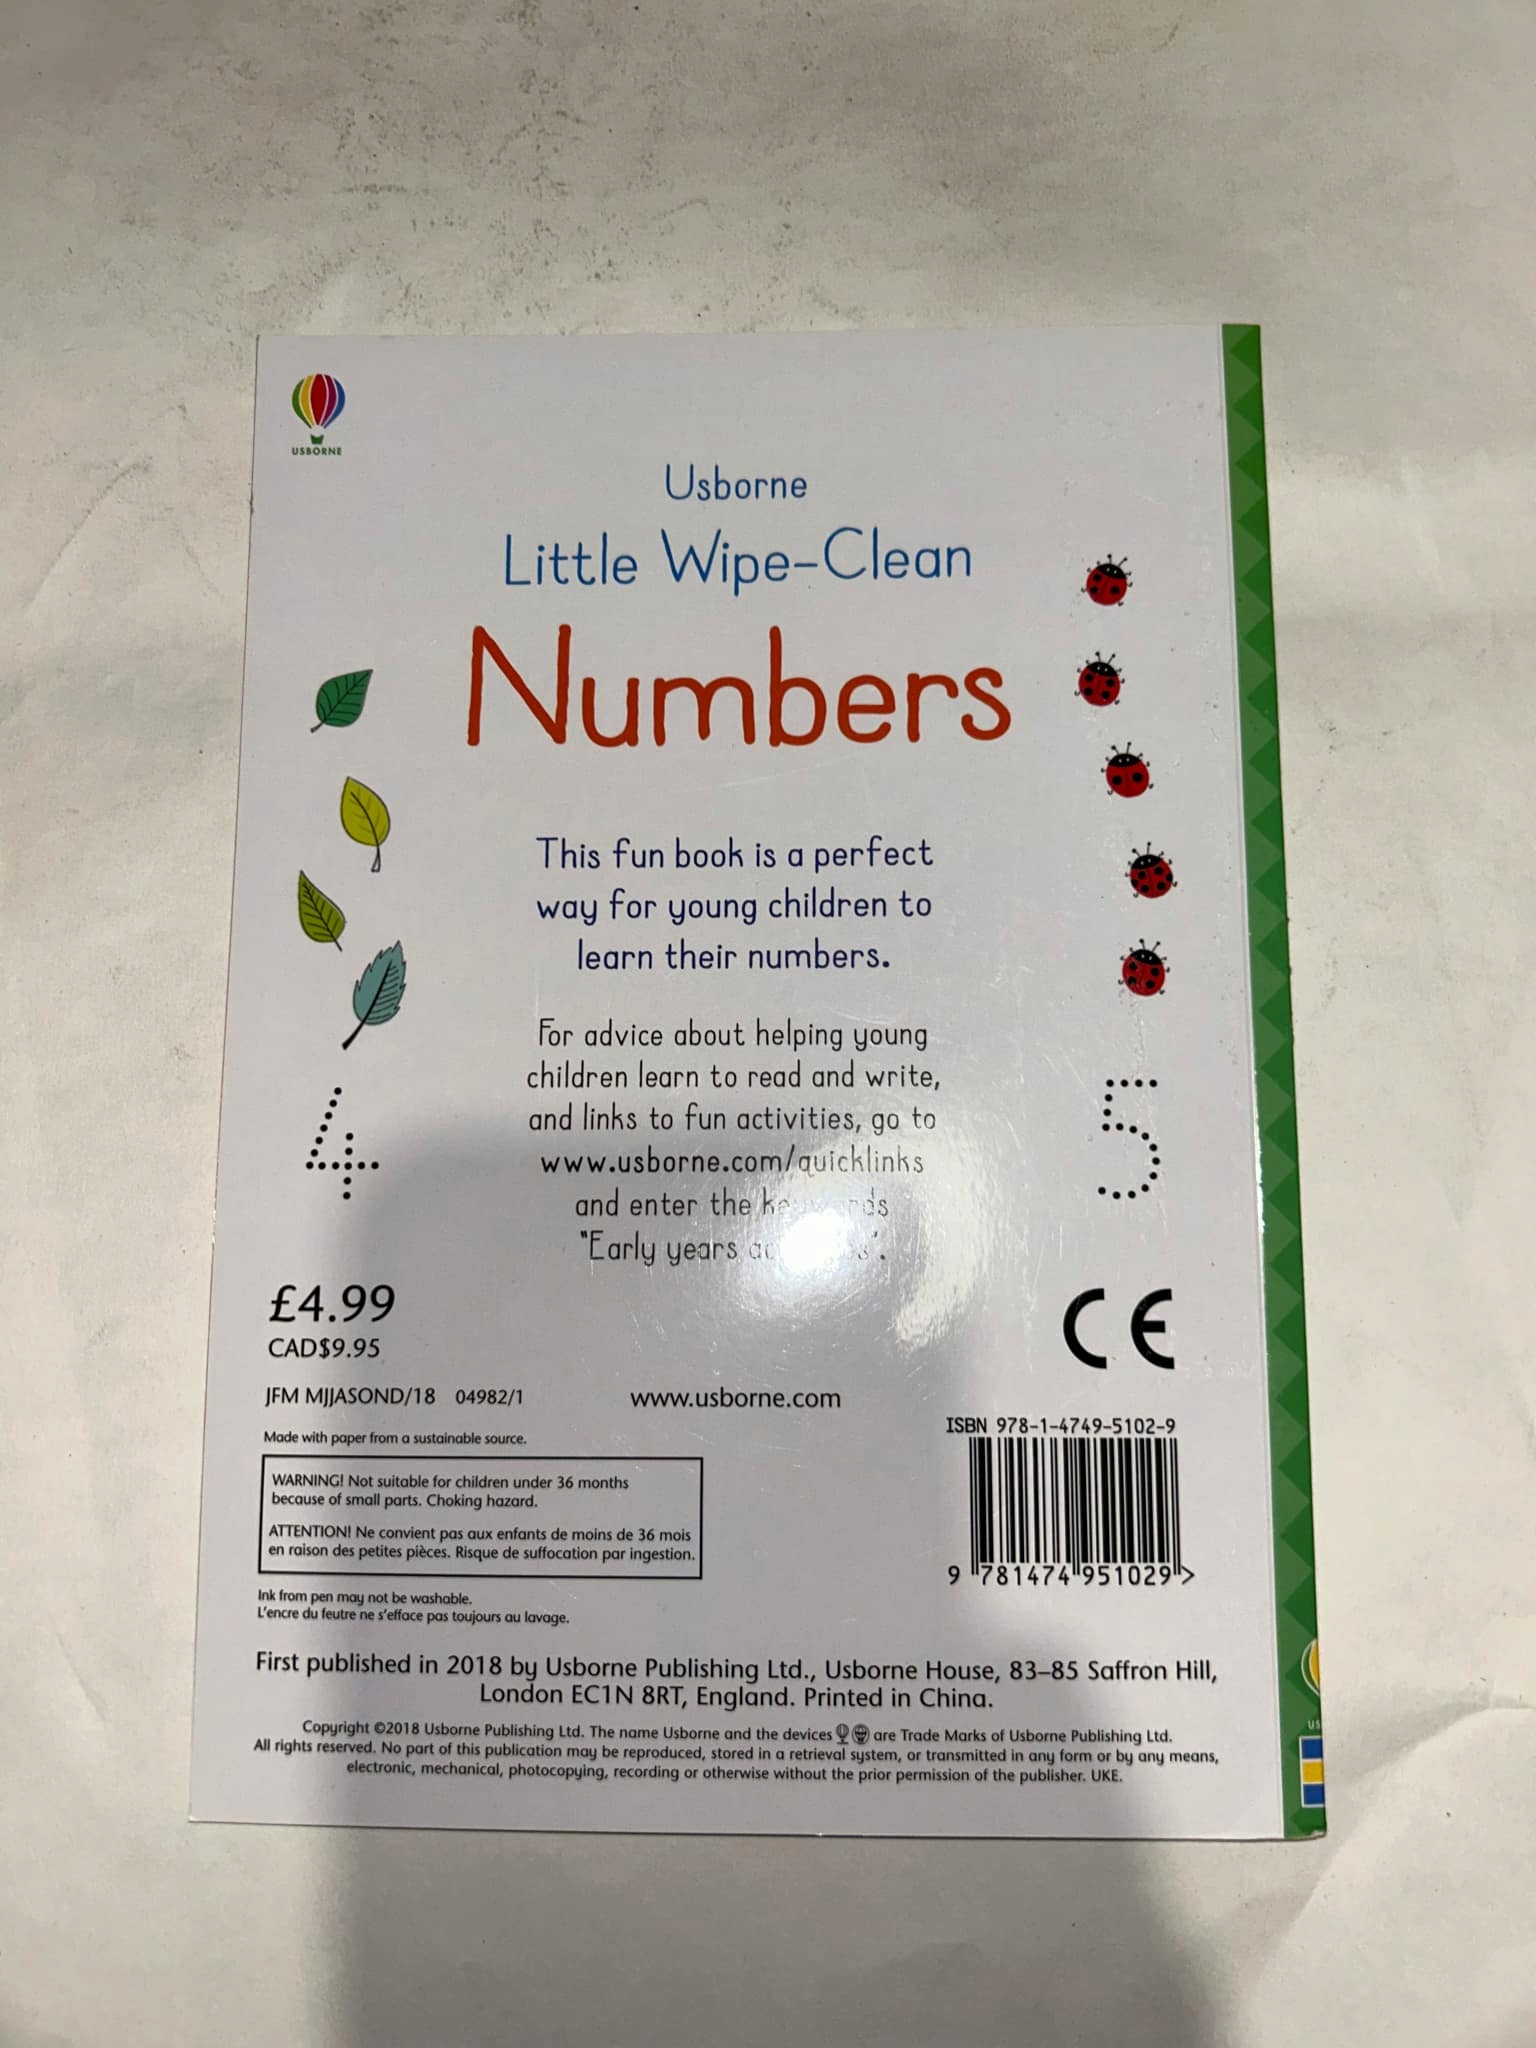 USBORNE
Usborne
Little Wipe-Clean
Numbers
This fun book is a perfect
way for young children to
learn their numbers.
For advice about helping young
children learn to read and write,
and links to fun activities, go to
www.usborne.com/quicklinks
and enter the
"Early years
4
5
£4.99
CAD$9.95
CE
JFM MJJASOND/18 04982/1
www.usborne.com
ISBN 978-1-4749-5102-9
Made with paper from a sustainable source.
WARNING! Not suitable for children under 36 months
because of small parts. Choking hazard.
ATTENTION! Ne convient pas aux enfants de moins de 36 mois
en raison des petites pièces. Risque de suffocation par ingestion.
9 781474 951029 >
Ink from pen may not be washable.
L'encre du feutre ne s'efface pas toujours au lavage.
First published in 2018 by Usborne Publishing Ltd., Usborne House, 83–85 Saffron Hill,
London EC1N 8RT, England. Printed in China.
Copyright ©2018 Usborne Publishing Ltd. The name Usborne and the devices are Trade Marks of Usborne Publishing Ltd.
All rights reserved. No part of this publication may be reproduced, stored in a retrieval system, or transmitted in any form or by any means,
electronic, mechanical, photocopying, recording or otherwise without the prior permission of the publisher. UKE.